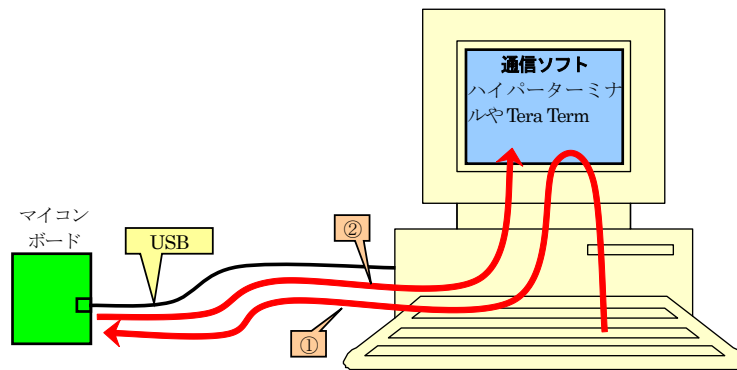 通信ソフト
ハイパーターミナ
ルやTera Term
マイコン
ボード
USB
②
①